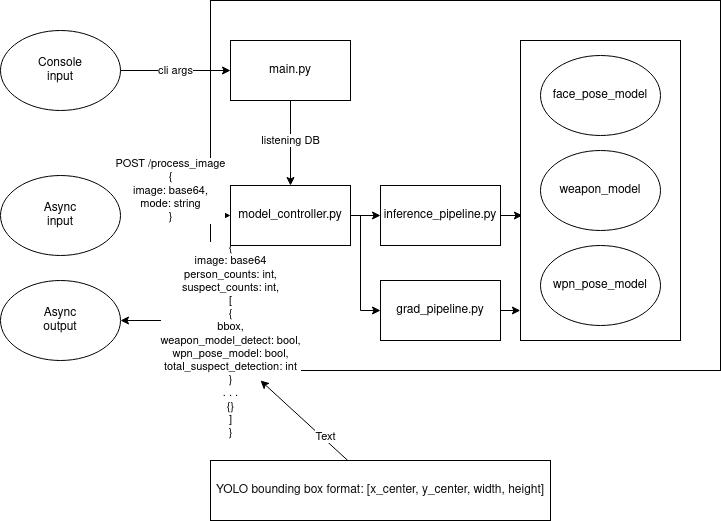 Console
input
cli args
main.py
listening DB
face_pose_model
POST /process_image
{
image: base64,
mode: string
}
Async
input
model_controller.py
inference_pipeline.py
weapon_model
{
image: base64
person_counts: int,
suspect_counts: int,
[
{
bbox,
weapon_model_detect: bool,
wpn_pose_model: bool,
total_suspect_detection: int
}
. . .
{}
]
}
Async
output
grad_pipeline.py
wpn_pose_model
Text
YOLO bounding box format: [x_center, y_center, width, height]